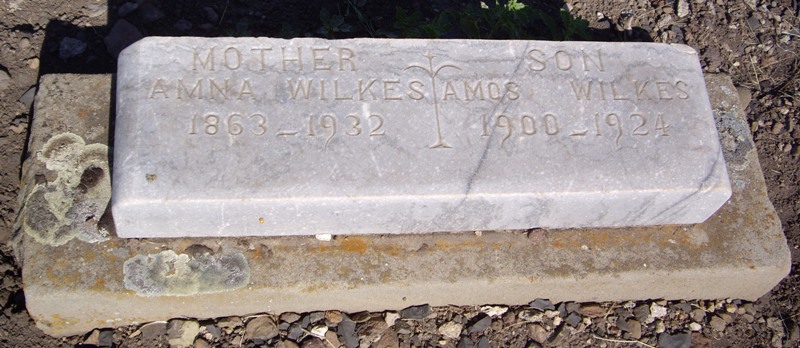 MOTHER
AMNA WILKES
1863-1932
SON
AMOS WILKES
1900-1924